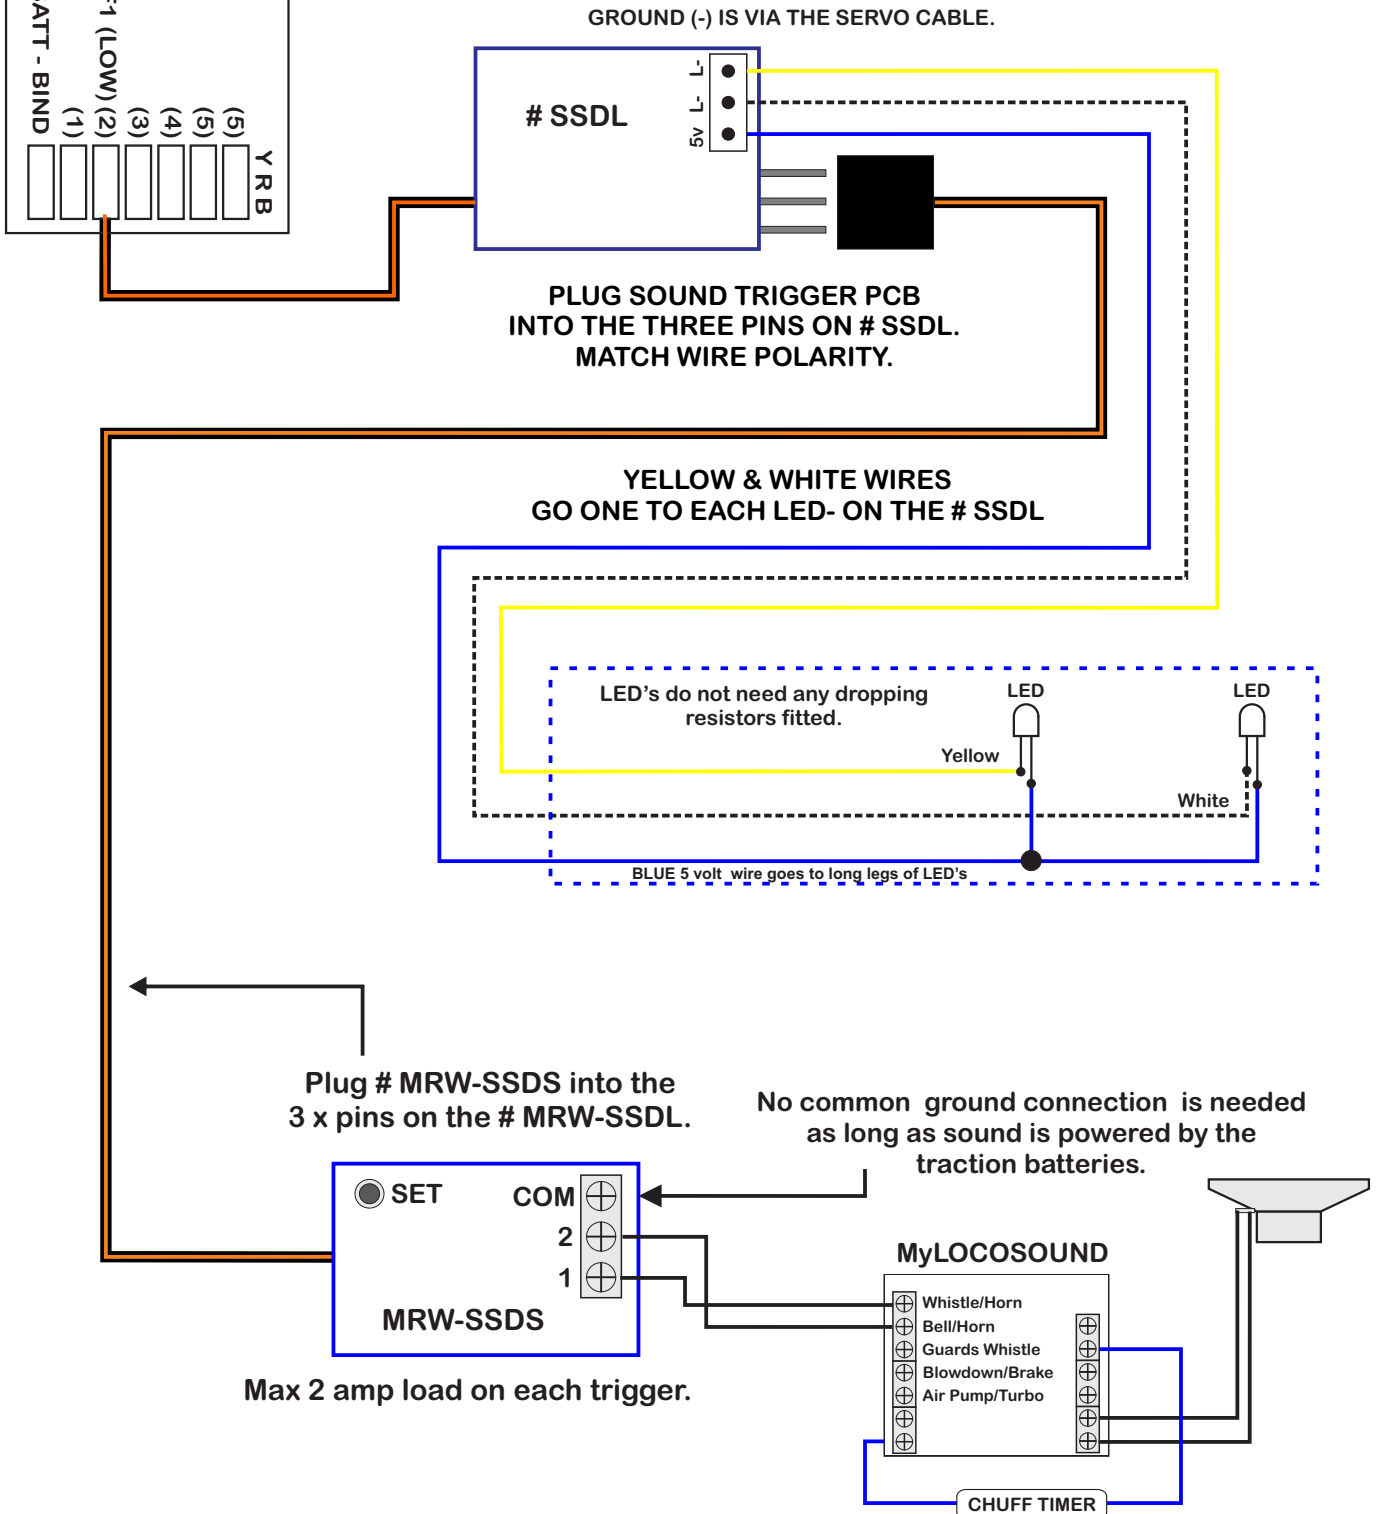 GROUND (-) IS VIA THE SERVO CABLE.
BATT - BIND
(1)
F1 (LOW) (2)
(3)
(4)
(5)
(5)
Y R B
# SSDL
L-
L-
5v
PLUG SOUND TRIGGER PCB
INTO THE THREE PINS ON # SSDL.
MATCH WIRE POLARITY.
YELLOW & WHITE WIRES
GO ONE TO EACH LED- ON THE # SSDL
LED's do not need any dropping
resistors fitted.
LED
LED
Yellow
White
BLUE 5 volt wire goes to long legs of LED's
Plug # MRW-SSDS into the
3 x pins on the # MRW-SSDL.
No common ground connection is needed
as long as sound is powered by the
traction batteries.
SET
COM
2
1
MRW-SSDS
Max 2 amp load on each trigger.
MyLOCOSOUND
Whistle/Horn
Bell/Horn
Guards Whistle
Blowdown/Brake
Air Pump/Turbo
CHUFF TIMER